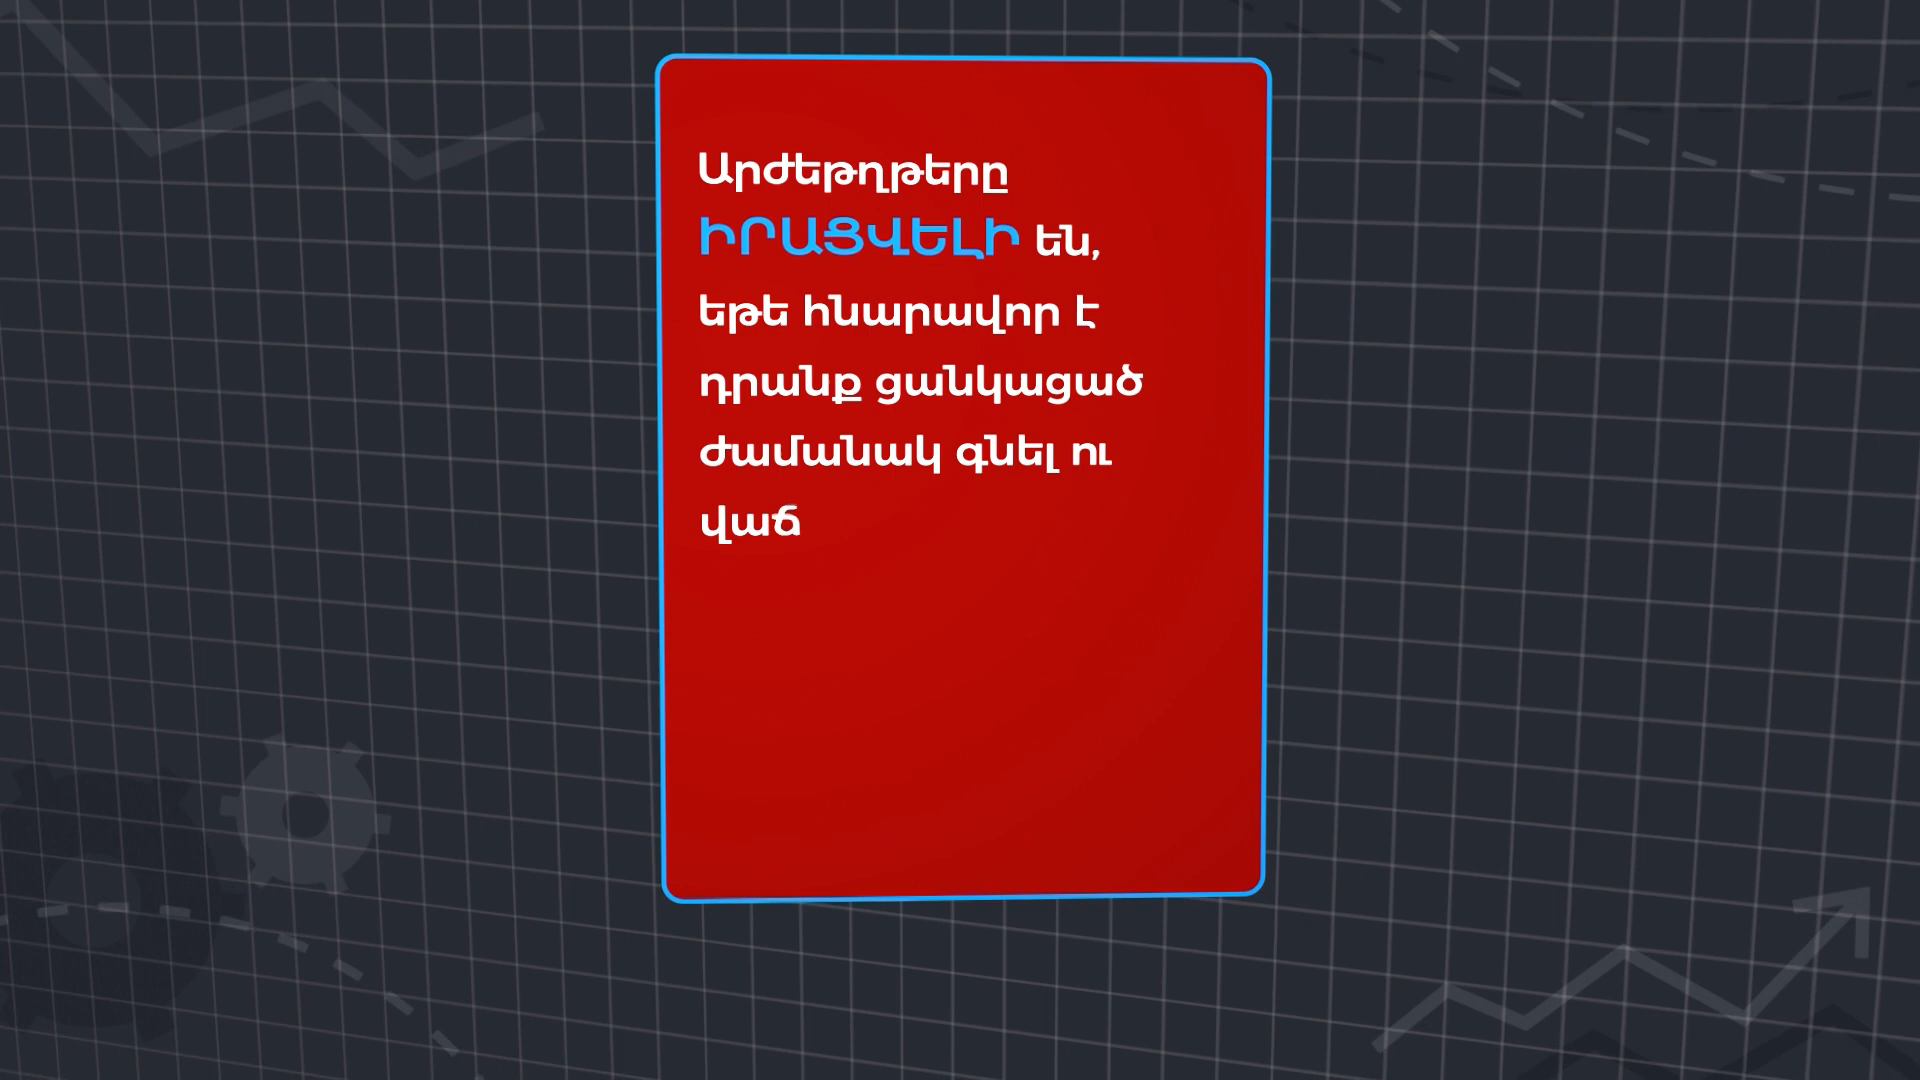 Արժեթղթերը
ԻՐԱՑՎԵԼԻ են,
եթե հնարավոր է
դրանք ցանկացած
ժամանակ գնել ու
վաճ